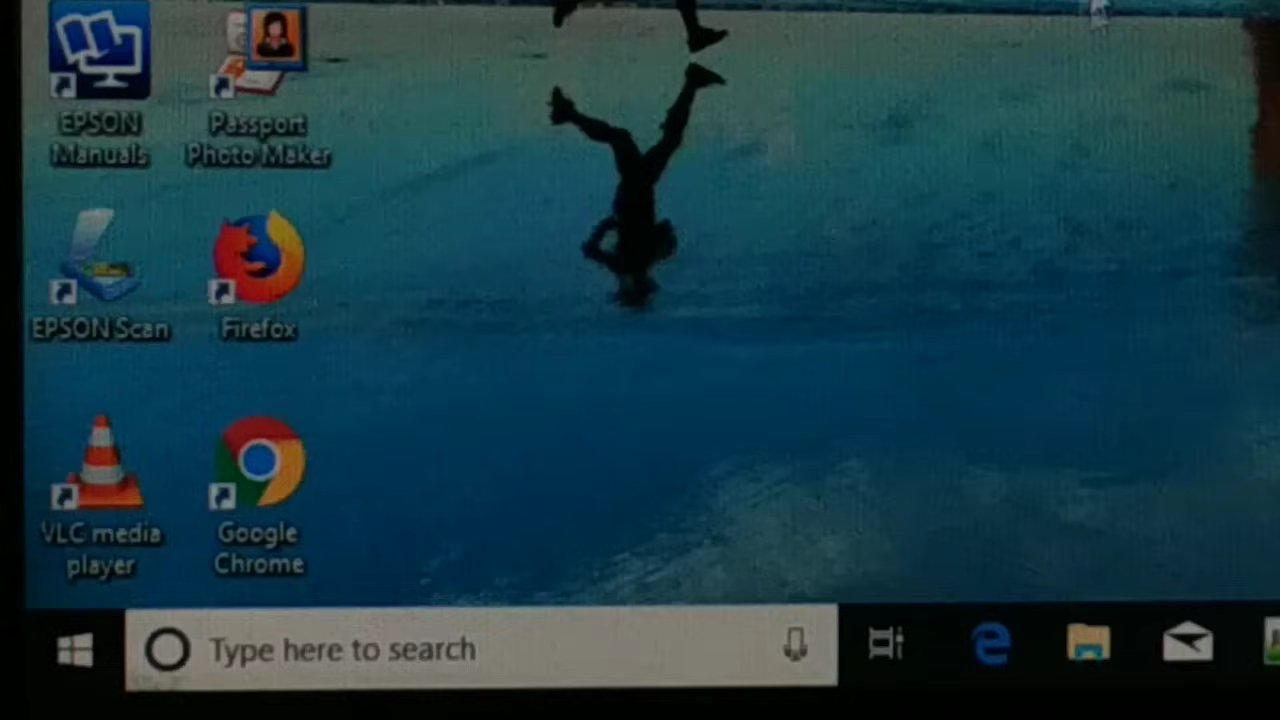 EPSON
Manuals
Passport
Photo Maker
EPSON Scan
Firefox
VLC media
player
Google
Chrome
Type here to search